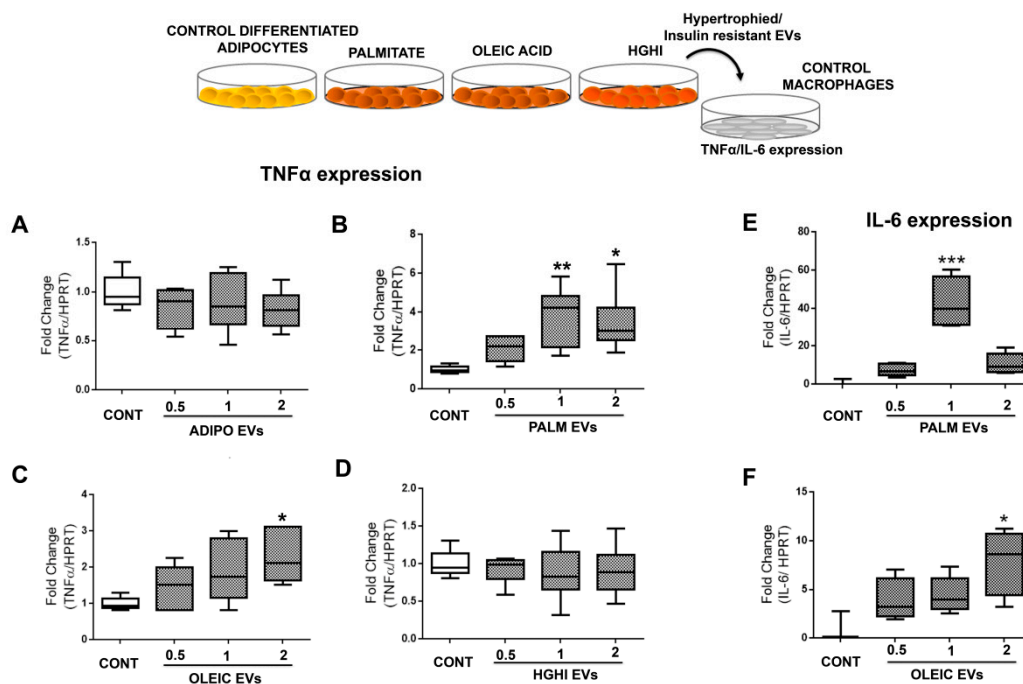 CONTROL DIFFERENTIATED
ADIPOCYTES
PALMITATE
OLEIC ACID
HGHI
Hypertrophied/
Insulin resistant EVs
CONTROL
MACROPHAGES
TNFα/IL-6 expression
TNFα expression
A
Fold Change
(TNFα/HPRT)
1.5
1.0
0.5
0.0
CONT
0.5 1 2
ADIPO EVs
B
Fold Change
(TNFα/HPRT)
8
6
4
2
0
** *
CONT
0.5 1 2
PALM EVs
E
IL-6 expression
Fold Change
(IL-6/HPRT)
80
60
40
20
0
***
CONT
0.5 1 2
PALM EVs
C
Fold Change
(TNFα/HPRT)
4
3
2
1
0
*
CONT
0.5 1 2
OLEIC EVs
D
Fold Change
(TNFα/HPRT)
2.0
1.5
1.0
0.5
0.0
CONT
0.5 1 2
HGHI EVs
F
Fold Change
(IL-6/ HPRT)
15
10
5
0
*
CONT
0.5 1 2
OLEIC EVs